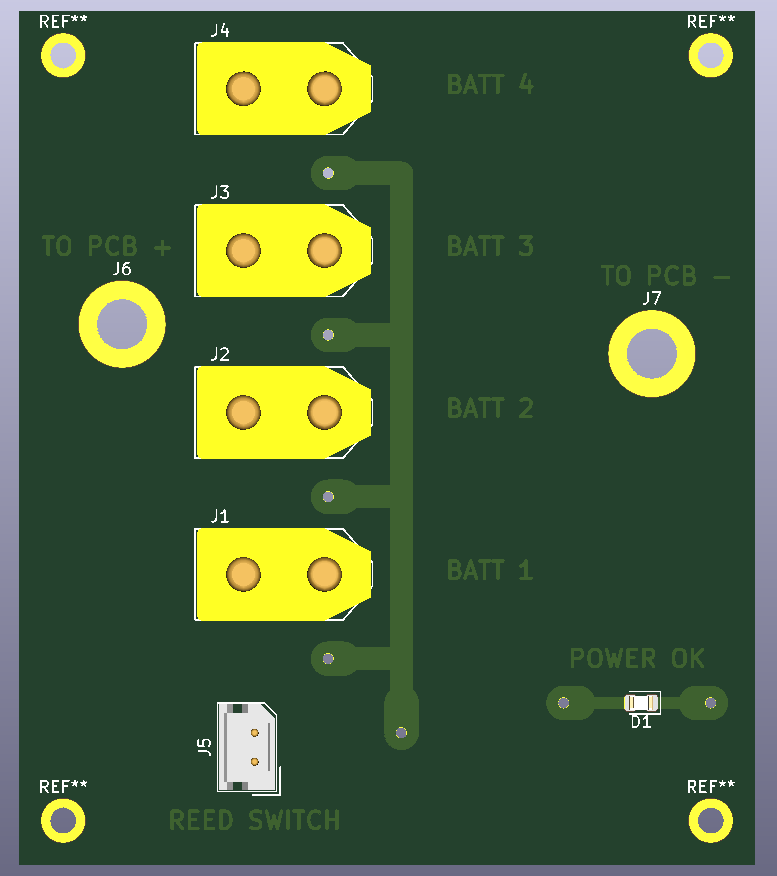 REF**
REF**
J4
BATT 4
J3
TO PCB +
BATT 3
J6
TO PCB -
J7
J2
BATT 2
J1
BATT 1
POWER OK
D1
J5
REF**
REF**
REED SWITCH